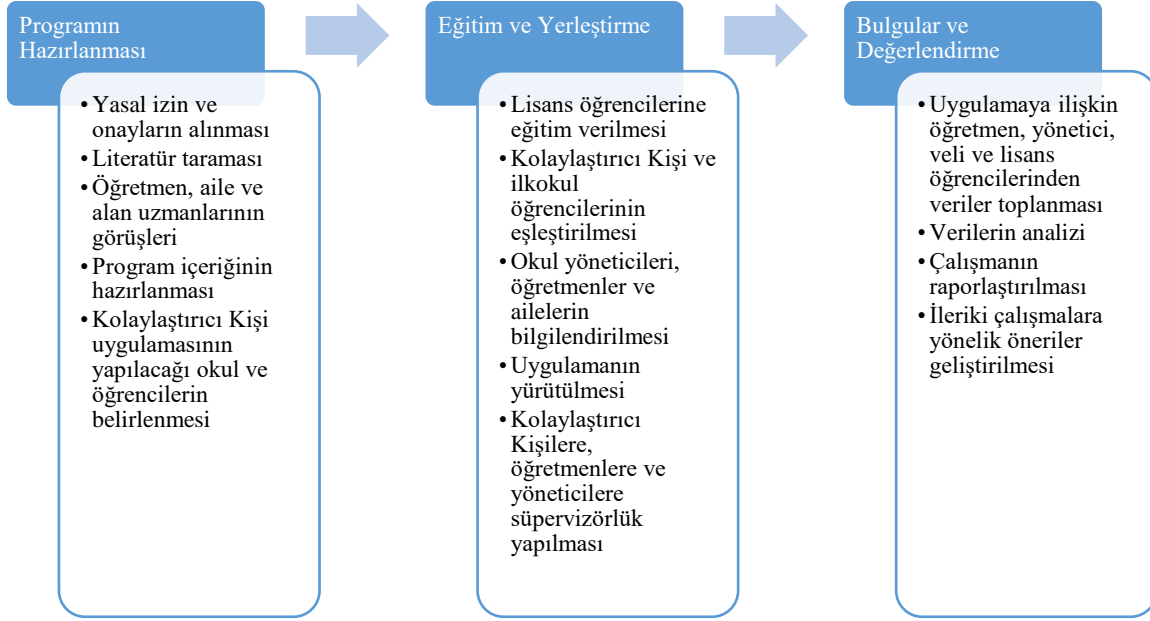 Programın
Hazırlanması
• Yasal izin ve
onayların alınması
• Literatür taraması
• Öğretmen, aile ve
alan uzmanlarının
görüşleri
• Program içeriğinin
hazırlanması
• Kolaylaştırıcı Kişi
uygulamasının
yapılacağı okul ve
öğrencilerin
belirlenmesi
Eğitim ve Yerleştirme
• Lisans öğrencilerine
eğitim verilmesi
• Kolaylaştırıcı Kişi ve
ilkokul
öğrencilerinin
eşleştirilmesi
• Okul yöneticileri,
öğretmenler ve
ailelerin
bilgilendirilmesi
• Uygulamanın
yürütülmesi
• Kolaylaştırıcı
Kişilere,
öğretmenlere ve
yöneticilere
süpervizörlük
yapılması
Bulgular ve
Değerlendirme
• Uygulamaya ilişkin
öğretmen, yönetici,
veli ve lisans
öğrencilerinden
veriler toplanması
• Verilerin analizi
• Çalışmanın
raporlaştırılması
• İleriki çalışmalara
yönelik öneriler
geliştirilmesi